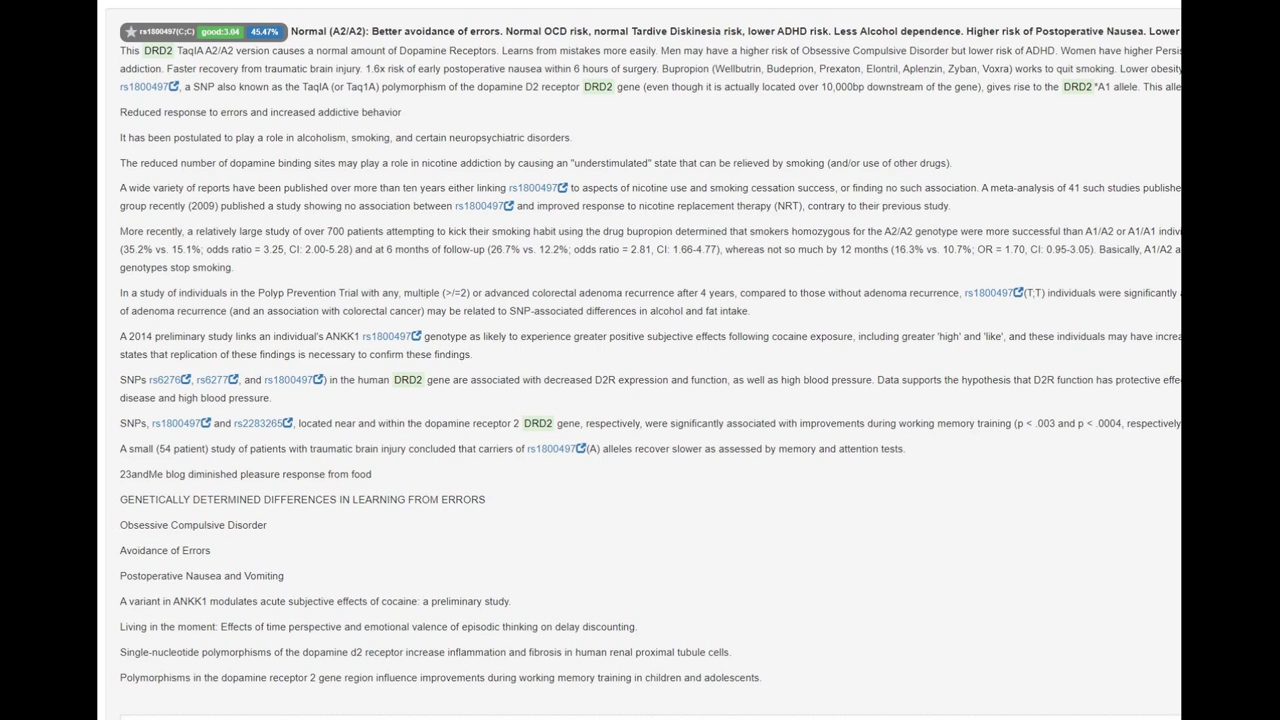 rs1800497(C;C) good:3.04 45.47% Normal (A2/A2): Better avoidance of errors. Normal OCD risk, normal Tardive Diskinesia risk, lower ADHD risk. Less Alcohol dependence. Higher risk of Postoperative Nausea. Lower
This DRD2 TaqIA A2/A2 version causes a normal amount of Dopamine Receptors. Learns from mistakes more easily. Men may have a higher risk of Obsessive Compulsive Disorder but lower risk of ADHD. Women have higher Persis
addiction. Faster recovery from traumatic brain injury. 1.6x risk of early postoperative nausea within 6 hours of surgery. Bupropion (Wellbutrin, Budeprion, Prexaton, Elontril, Aplenzin, Zyban, Voxra) works to quit smoking. Lower obesity
rs1800497, a SNP also known as the TaqIA (or Taq1A) polymorphism of the dopamine D2 receptor DRD2 gene (even though it is actually located over 10,000bp downstream of the gene), gives rise to the DRD2*A1 allele. This alle
Reduced response to errors and increased addictive behavior
It has been postulated to play a role in alcoholism, smoking, and certain neuropsychiatric disorders.
The reduced number of dopamine binding sites may play a role in nicotine addiction by causing an "understimulated" state that can be relieved by smoking (and/or use of other drugs).
A wide variety of reports have been published over more than ten years either linking rs1800497 to aspects of nicotine use and smoking cessation success, or finding no such association. A meta-analysis of 41 such studies publishe
group recently (2009) published a study showing no association between rs1800497 and improved response to nicotine replacement therapy (NRT), contrary to their previous study.
More recently, a relatively large study of over 700 patients attempting to kick their smoking habit using the drug bupropion determined that smokers homozygous for the A2/A2 genotype were more successful than A1/A2 or A1/A1 indiv
(35.2% vs. 15.1%; odds ratio = 3.25, CI: 2.00-5.28) and at 6 months of follow-up (26.7% vs. 12.2%; odds ratio = 2.81, CI: 1.66-4.77), whereas not so much by 12 months (16.3% vs. 10.7%; OR = 1.70, CI: 0.95-3.05). Basically, A1/A2 a
genotypes stop smoking.
In a study of individuals in the Polyp Prevention Trial with any, multiple (>/=2) or advanced colorectal adenoma recurrence after 4 years, compared to those without adenoma recurrence, rs1800497(T;T) individuals were significantly
of adenoma recurrence (and an association with colorectal cancer) may be related to SNP-associated differences in alcohol and fat intake.
A 2014 preliminary study links an individual's ANKK1 rs1800497 genotype as likely to experience greater positive subjective effects following cocaine exposure, including greater 'high' and 'like', and these individuals may have increa
states that replication of these findings is necessary to confirm these findings.
SNPs rs6276, rs6277, and rs1800497) in the human DRD2 gene are associated with decreased D2R expression and function, as well as high blood pressure. Data supports the hypothesis that D2R function has protective effe
disease and high blood pressure.
SNPs, rs1800497 and rs2283265, located near and within the dopamine receptor 2 DRD2 gene, respectively, were significantly associated with improvements during working memory training (p < .003 and p < .0004, respectively
A small (54 patient) study of patients with traumatic brain injury concluded that carriers of rs1800497(A) alleles recover slower as assessed by memory and attention tests.
23andMe blog diminished pleasure response from food
GENETICALLY DETERMINED DIFFERENCES IN LEARNING FROM ERRORS
Obsessive Compulsive Disorder
Avoidance of Errors
Postoperative Nausea and Vomiting
A variant in ANKK1 modulates acute subjective effects of cocaine: a preliminary study.
Living in the moment: Effects of time perspective and emotional valence of episodic thinking on delay discounting.
Single-nucleotide polymorphisms of the dopamine d2 receptor increase inflammation and fibrosis in human renal proximal tubule cells.
Polymorphisms in the dopamine receptor 2 gene region influence improvements during working memory training in children and adolescents.